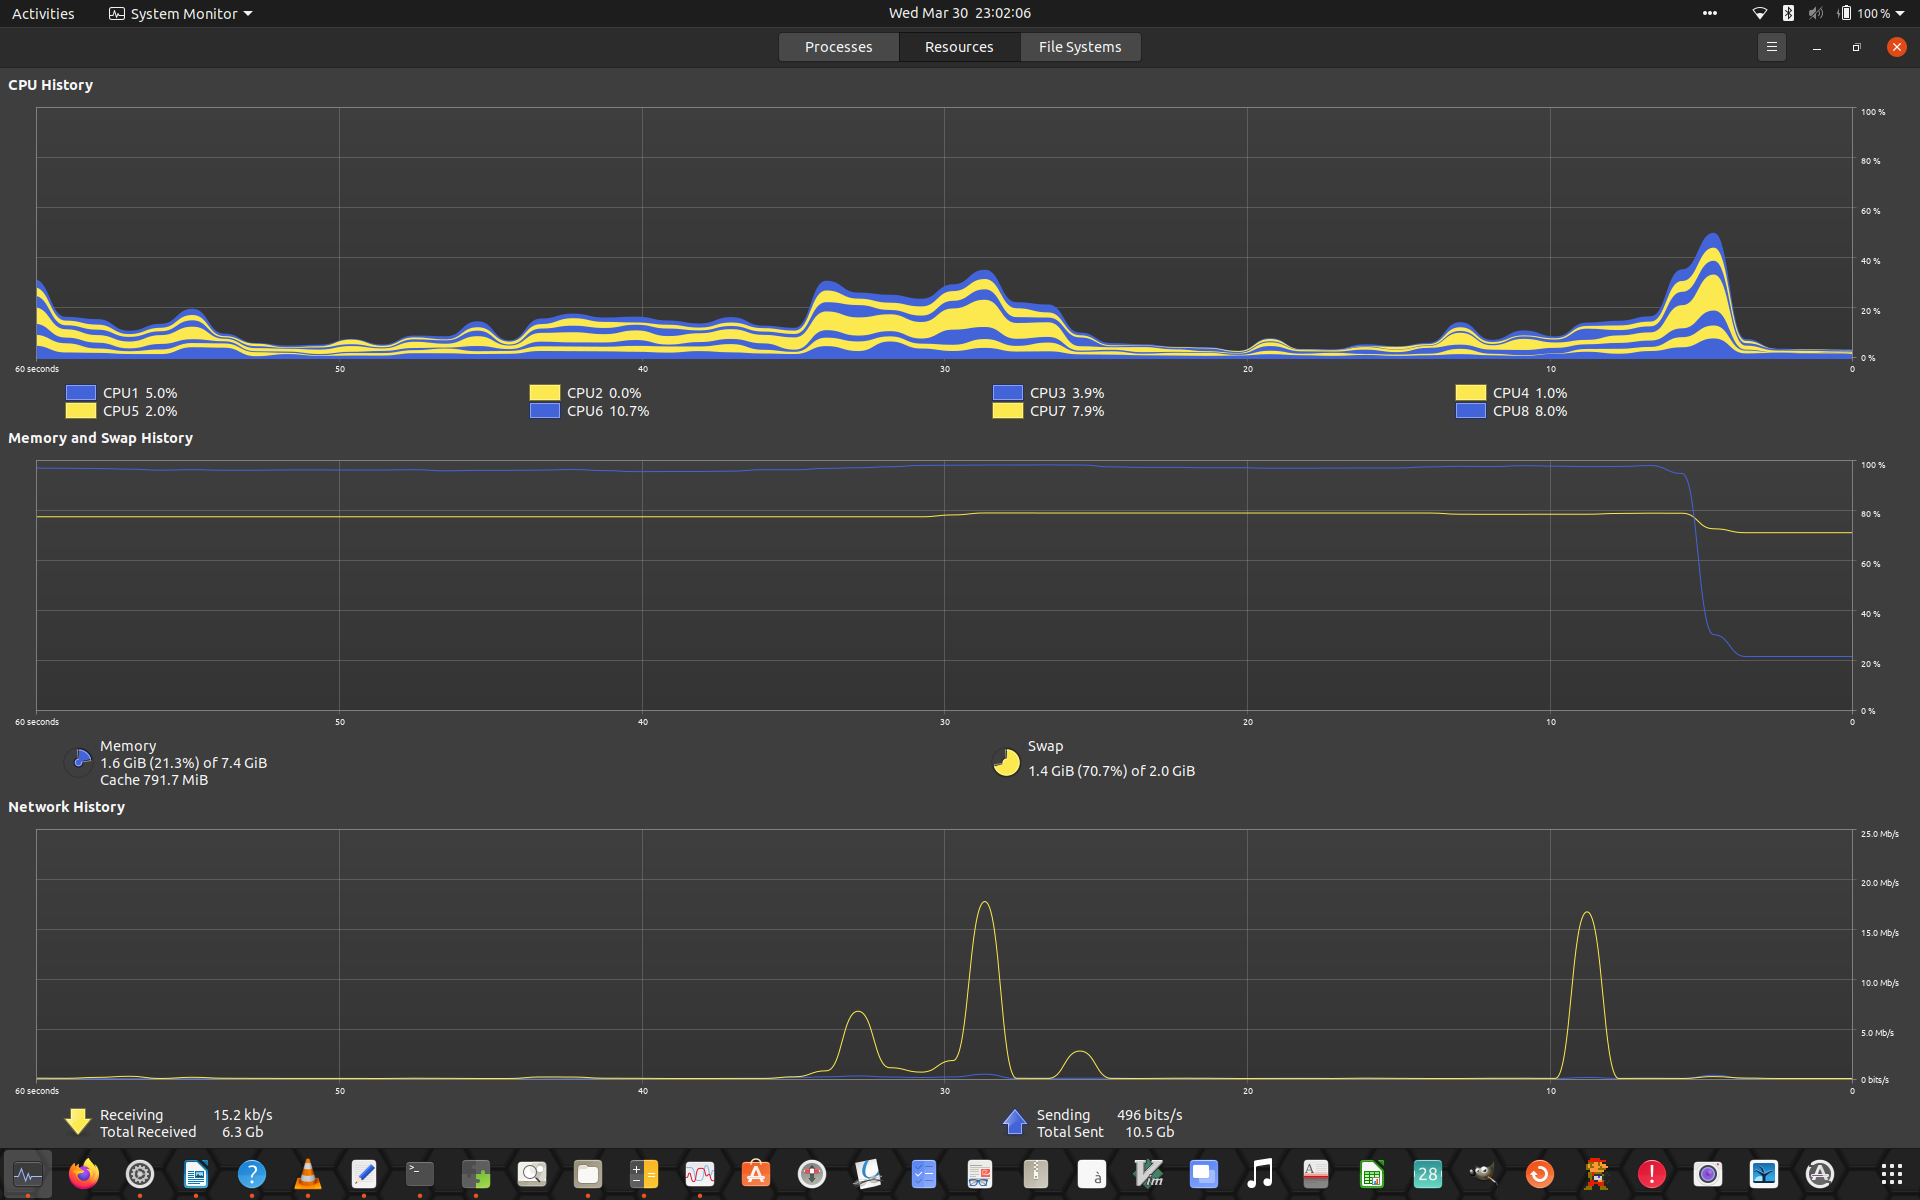 Activities System Monitor Wed Mar 30 23:02:06 100 %
Processes Resources File Systems
CPU History
100 %
80 %
60 %
40 %
20 %
0 %
60 seconds 50 40 30 20 10 0
CPU1 5.0% CPU2 0.0% CPU3 3.9% CPU4 1.0%
CPU5 2.0% CPU6 10.7% CPU7 7.9% CPU8 8.0%
Memory and Swap History
100 %
80 %
60 %
40 %
20 %
0 %
60 seconds 50 40 30 20 10 0
Memory
1.6 GiB (21.3%) of 7.4 GiB
Cache 791.7 MiB
Swap
1.4 GiB (70.7%) of 2.0 GiB
Network History
25.0 Mb/s
20.0 Mb/s
15.0 Mb/s
10.0 Mb/s
5.0 Mb/s
0 bits/s
60 seconds 50 40 30 20 10 0
Receiving 15.2 kb/s
Total Received 6.3 Gb
Sending 496 bits/s
Total Sent 10.5 Gb
? >_ à Vim A 28 !